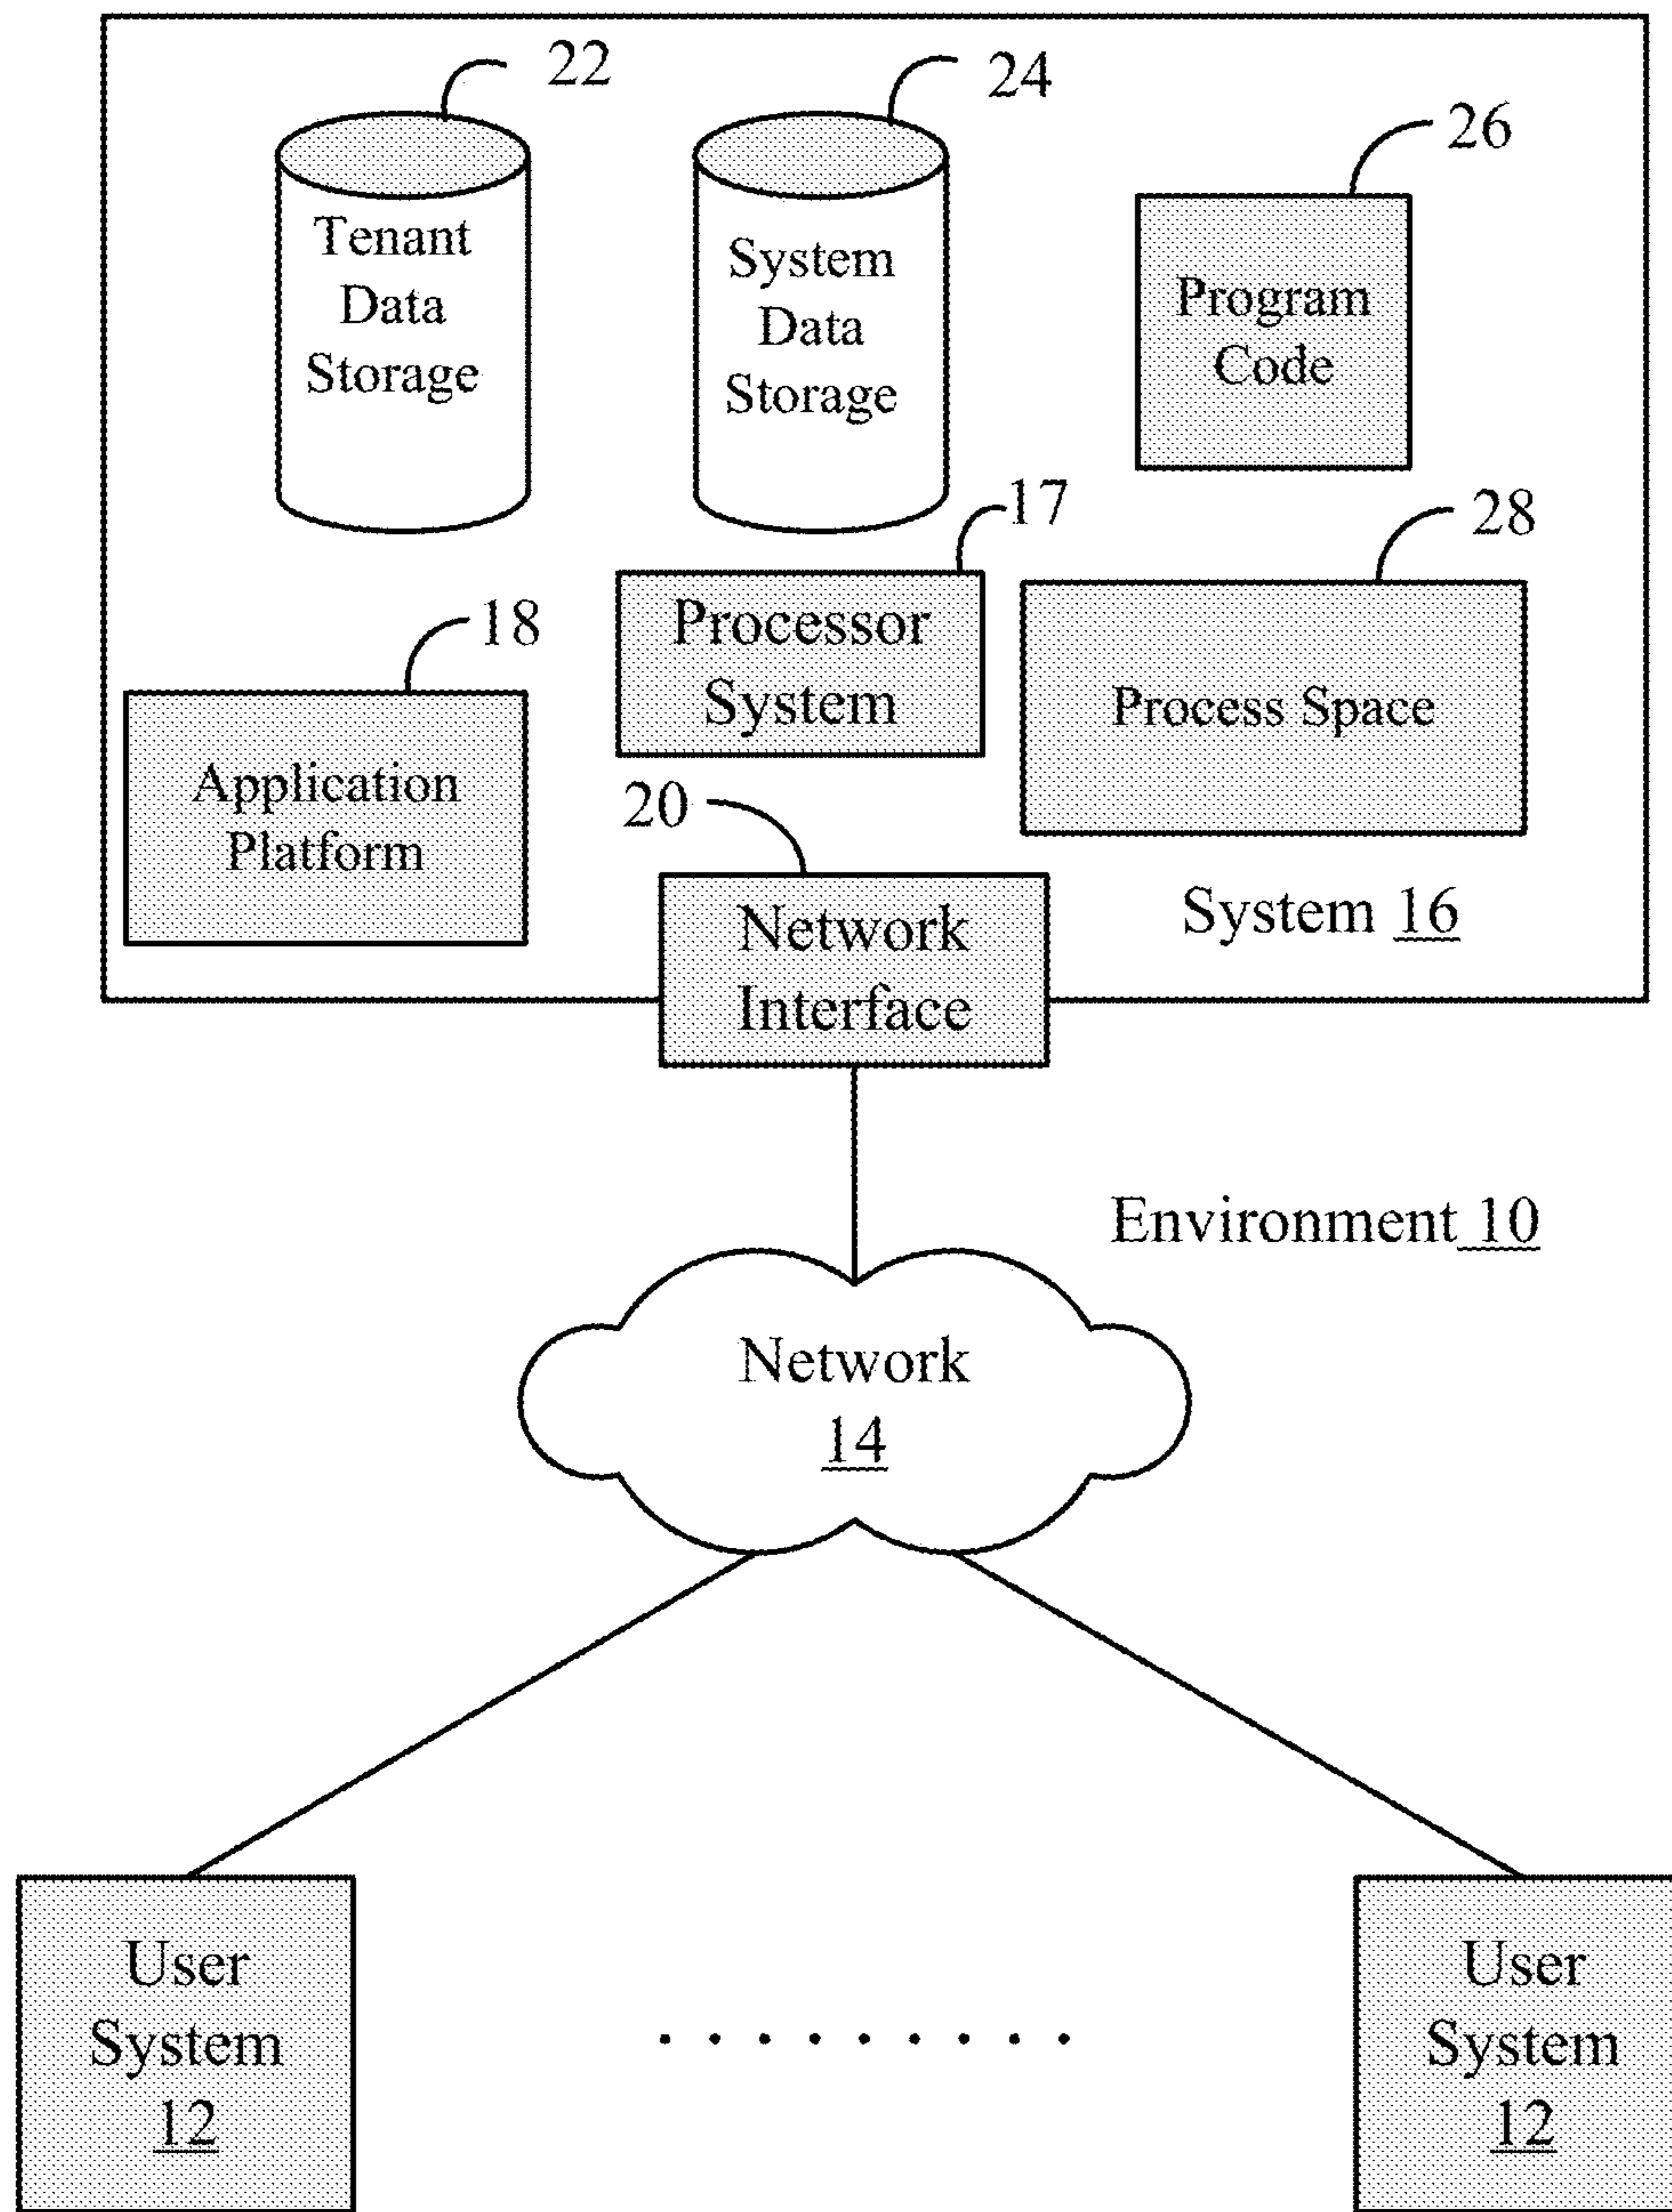 22
24
26
Tenant
Data
Storage
System
Data
Storage
Program
Code
17
28
18
Processor
System
Process Space
Application
Platform
20
Network
Interface
System 16
Environment 10
Network
14
User
System
12
User
System
12